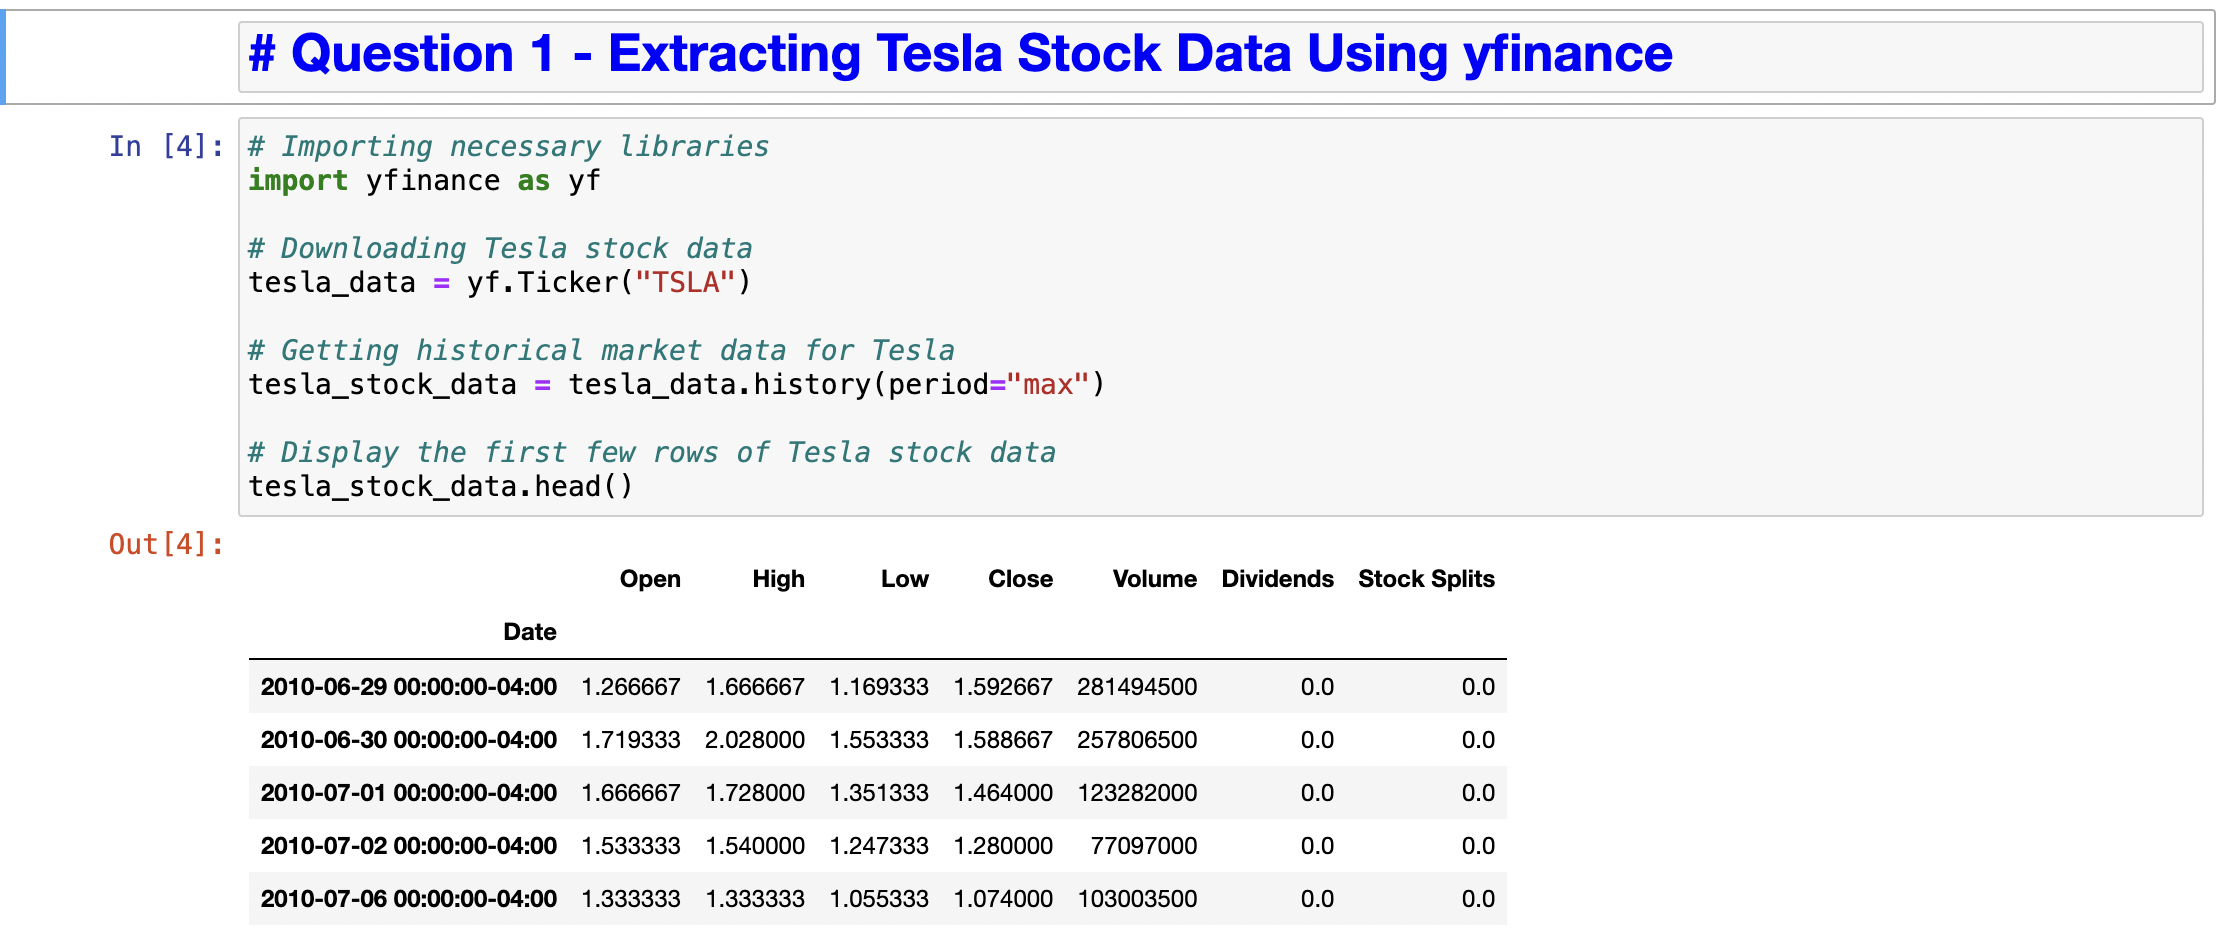 # Question 1 - Extracting Tesla Stock Data Using yfinance
In [4]:
# Importing necessary libraries
import yfinance as yf
# Downloading Tesla stock data
tesla_data = yf.Ticker("TSLA")
# Getting historical market data for Tesla
tesla_stock_data = tesla_data.history(period="max")
# Display the first few rows of Tesla stock data
tesla_stock_data.head()
Out[4]:
Open High Low Close Volume Dividends Stock Splits
Date
2010-06-29 00:00:00-04:00 1.266667 1.666667 1.169333 1.592667 281494500 0.0 0.0
2010-06-30 00:00:00-04:00 1.719333 2.028000 1.553333 1.588667 257806500 0.0 0.0
2010-07-01 00:00:00-04:00 1.666667 1.728000 1.351333 1.464000 123282000 0.0 0.0
2010-07-02 00:00:00-04:00 1.533333 1.540000 1.247333 1.280000 77097000 0.0 0.0
2010-07-06 00:00:00-04:00 1.333333 1.333333 1.055333 1.074000 103003500 0.0 0.0